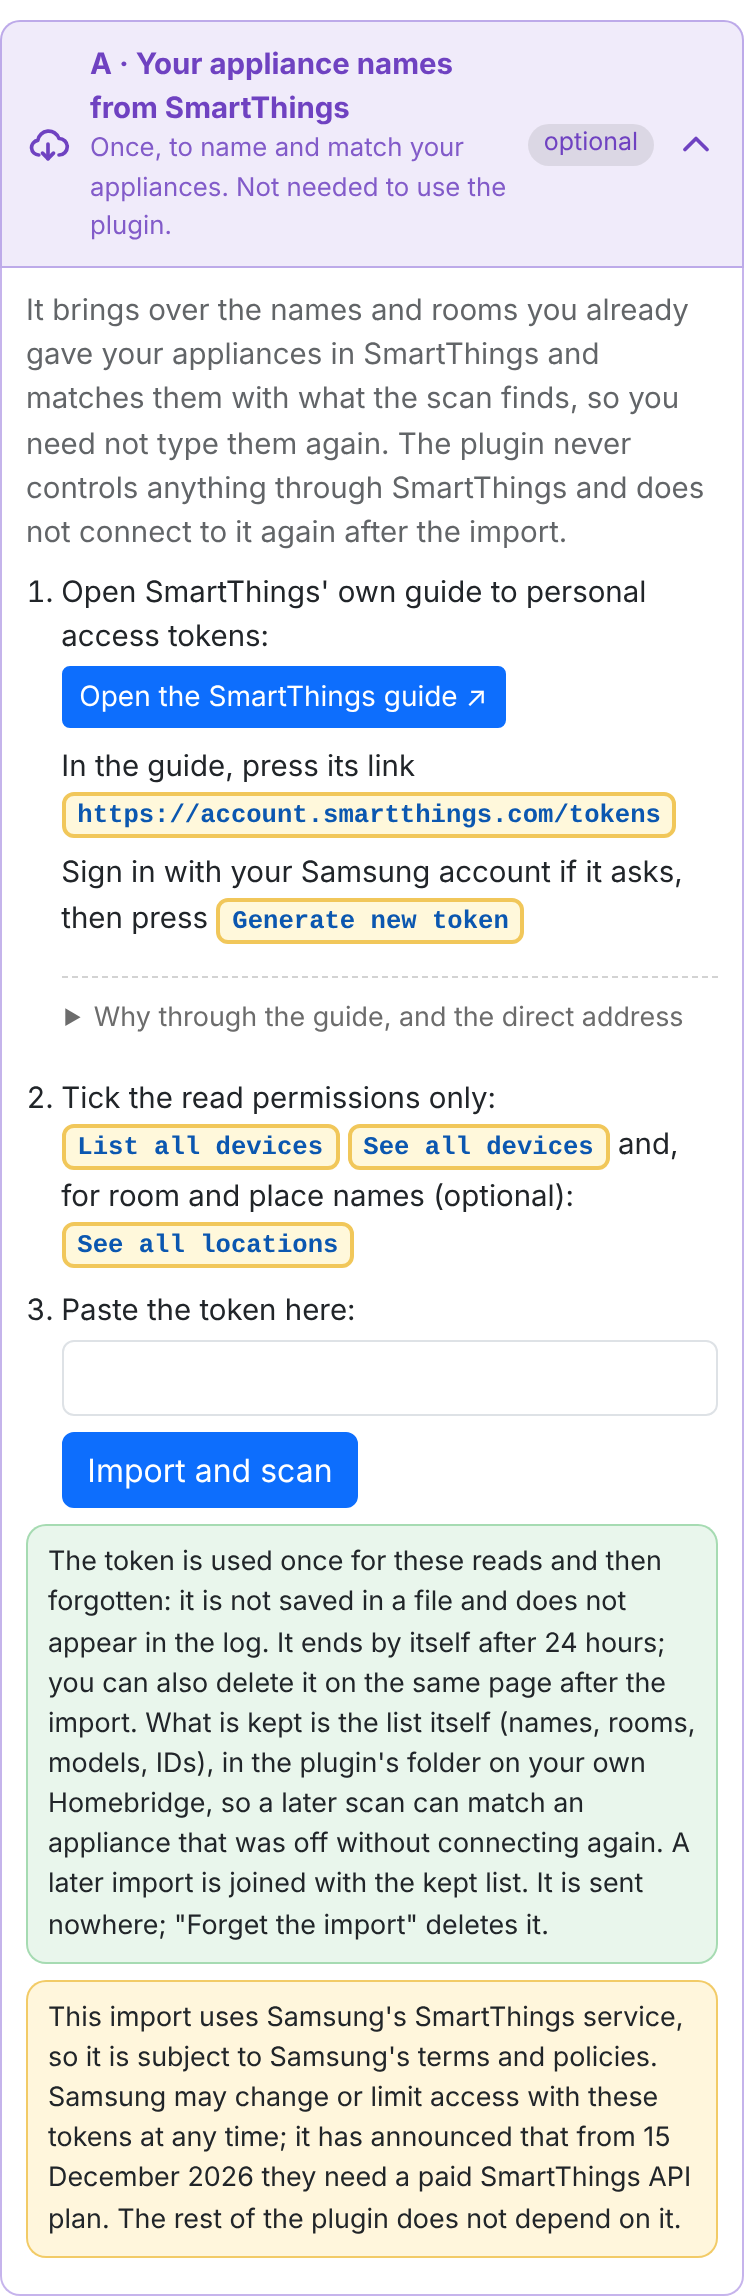 A · Your appliance names
from SmartThings
Once, to name and match your
appliances. Not needed to use the
plugin.
optional
It brings over the names and rooms you already
gave your appliances in SmartThings and
matches them with what the scan finds, so you
need not type them again. The plugin never
controls anything through SmartThings and does
not connect to it again after the import.
1. Open SmartThings' own guide to personal
access tokens:
Open the SmartThings guide ↗
In the guide, press its link
https://account.smartthings.com/tokens
Sign in with your Samsung account if it asks,
then press Generate new token
▶ Why through the guide, and the direct address
2. Tick the read permissions only:
List all devices See all devices and,
for room and place names (optional):
See all locations
3. Paste the token here:
Import and scan
The token is used once for these reads and then
forgotten: it is not saved in a file and does not
appear in the log. It ends by itself after 24 hours;
you can also delete it on the same page after the
import. What is kept is the list itself (names, rooms,
models, IDs), in the plugin's folder on your own
Homebridge, so a later scan can match an
appliance that was off without connecting again. A
later import is joined with the kept list. It is sent
nowhere; "Forget the import" deletes it.
This import uses Samsung's SmartThings service,
so it is subject to Samsung's terms and policies.
Samsung may change or limit access with these
tokens at any time; it has announced that from 15
December 2026 they need a paid SmartThings API
plan. The rest of the plugin does not depend on it.